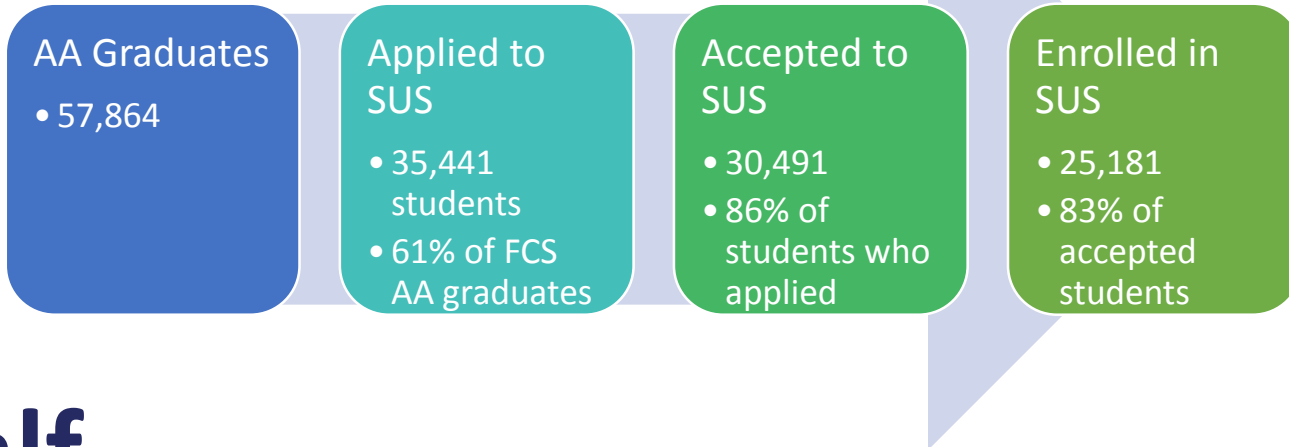 AA Graduates
• 57,864
Applied to
SUS
• 35,441
students
• 61% of FCS
AA graduates
Accepted to
SUS
• 30,491
• 86% of
students who
applied
Enrolled in
SUS
• 25,181
• 83% of
accepted
students